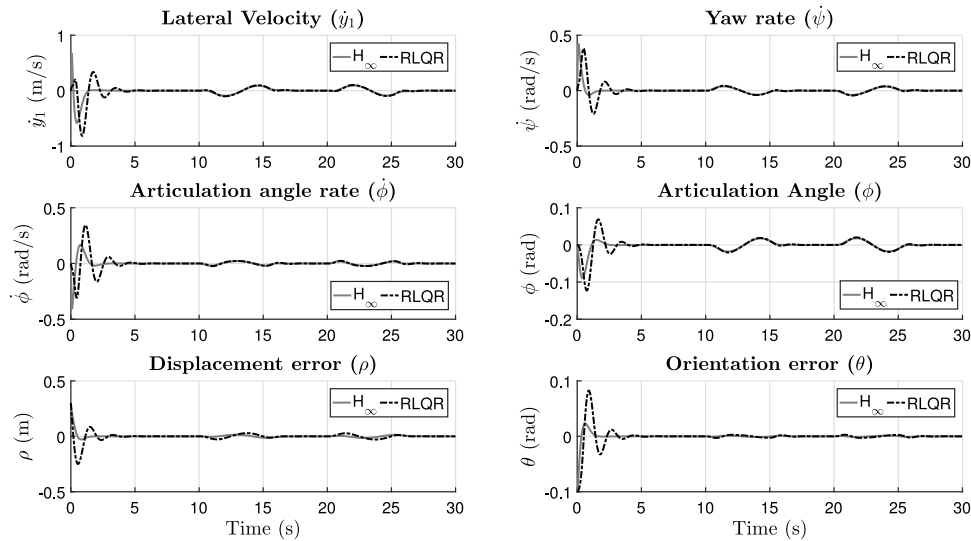 Lateral Velocity (ẏ₁)
ẏ₁ (m/s)
1
0
-1
H∞ RLQR
0 5 10 15 20 25 30
Yaw rate (ψ̇)
ψ̇ (rad/s)
0.5
0
-0.5
H∞ RLQR
0 5 10 15 20 25 30
Articulation angle rate (φ̇)
φ̇ (rad/s)
0.5
0
-0.5
H∞ RLQR
0 5 10 15 20 25 30
Articulation Angle (φ)
φ (rad)
0.1
0
-0.1
-0.2
H∞ RLQR
0 5 10 15 20 25 30
Displacement error (ρ)
ρ (m)
0.5
0
-0.5
H∞ RLQR
0 5 10 15 20 25 30
Time (s)
Orientation error (θ)
θ (rad)
0.1
0
-0.1
H∞ RLQR
0 5 10 15 20 25 30
Time (s)